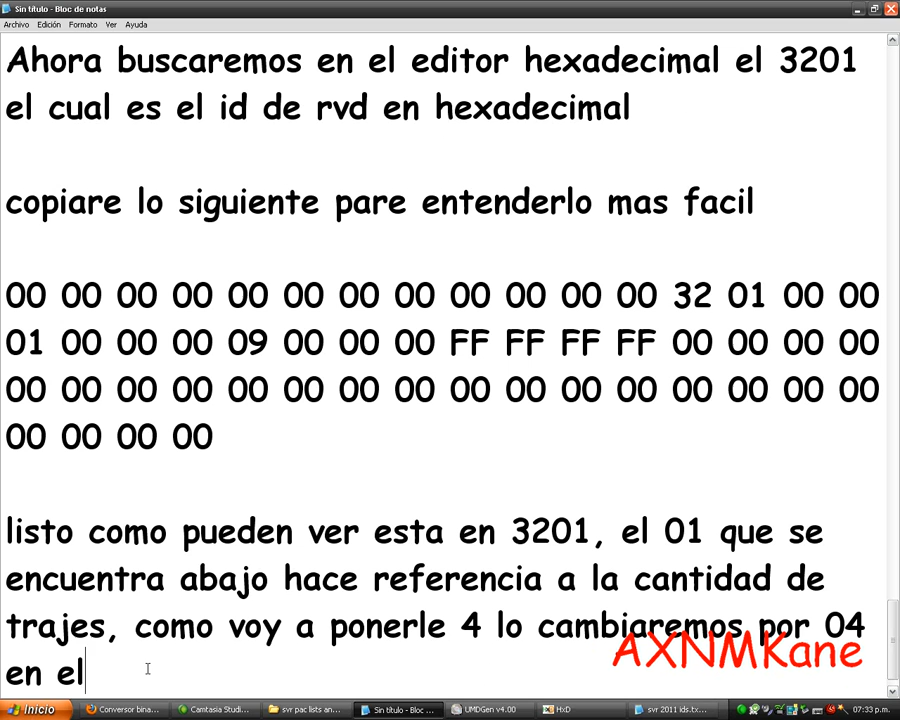 Sin título - Bloc de notas
Archivo Edición Formato Ver Ayuda
Ahora buscaremos en el editor hexadecimal el 3201
el cual es el id de rvd en hexadecimal
copiare lo siguiente pare entenderlo mas facil
00 00 00 00 00 00 00 00 00 00 00 00 32 01 00 00
01 00 00 00 09 00 00 00 FF FF FF FF 00 00 00 00
00 00 00 00 00 00 00 00 00 00 00 00 00 00 00 00
00 00 00 00
listo como pueden ver esta en 3201, el 01 que se
encuentra abajo hace referencia a la cantidad de
trajes, como voy a ponerle 4 lo cambiaremos por 04
en el
AXNMKane
Inicio Conversor bina... Camtasia Studi... svr pac lists an... Sin título - Bloc ... UMDGen v4.00 HxD svr 2011 ids.tx... 07:33 p.m.